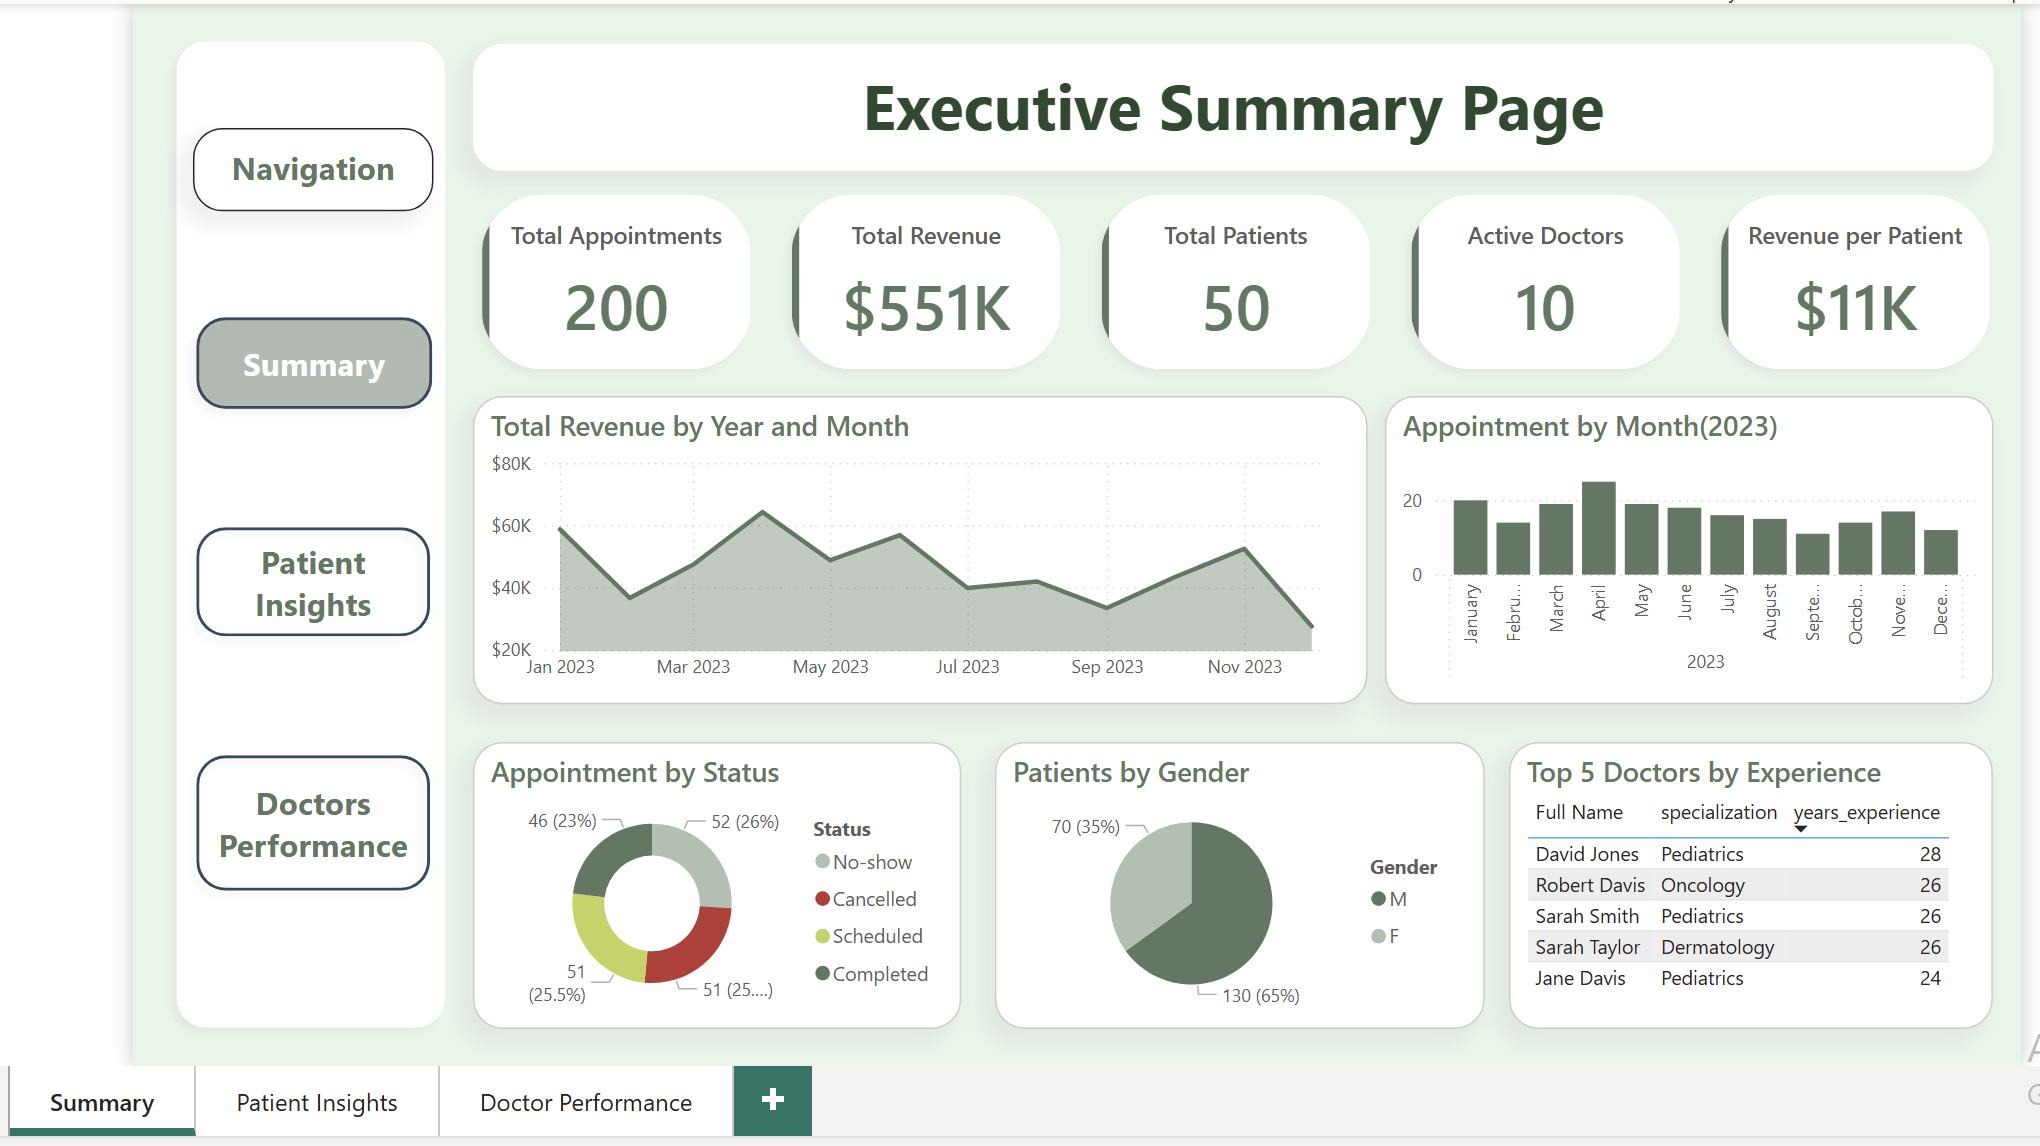 Executive Summary Page
Navigation
Summary
Patient
Insights
Doctors
Performance
Total Appointments
200
Total Revenue
$551K
Total Patients
50
Active Doctors
10
Revenue per Patient
$11K
Total Revenue by Year and Month
$80K
$60K
$40K
$20K
Jan 2023 Mar 2023 May 2023 Jul 2023 Sep 2023 Nov 2023
Appointment by Month(2023)
20
0
January Febru... March April May June July August Septe... Octob... Nove... Dece...
2023
Appointment by Status
46 (23%) 52 (26%)
51
(25.5%)
51 (25....)
Status
No-show
Cancelled
Scheduled
Completed
Patients by Gender
70 (35%)
130 (65%)
Gender
M
F
Top 5 Doctors by Experience
Full Name specialization years_experience
David Jones Pediatrics 28
Robert Davis Oncology 26
Sarah Smith Pediatrics 26
Sarah Taylor Dermatology 26
Jane Davis Pediatrics 24
Summary Patient Insights Doctor Performance +